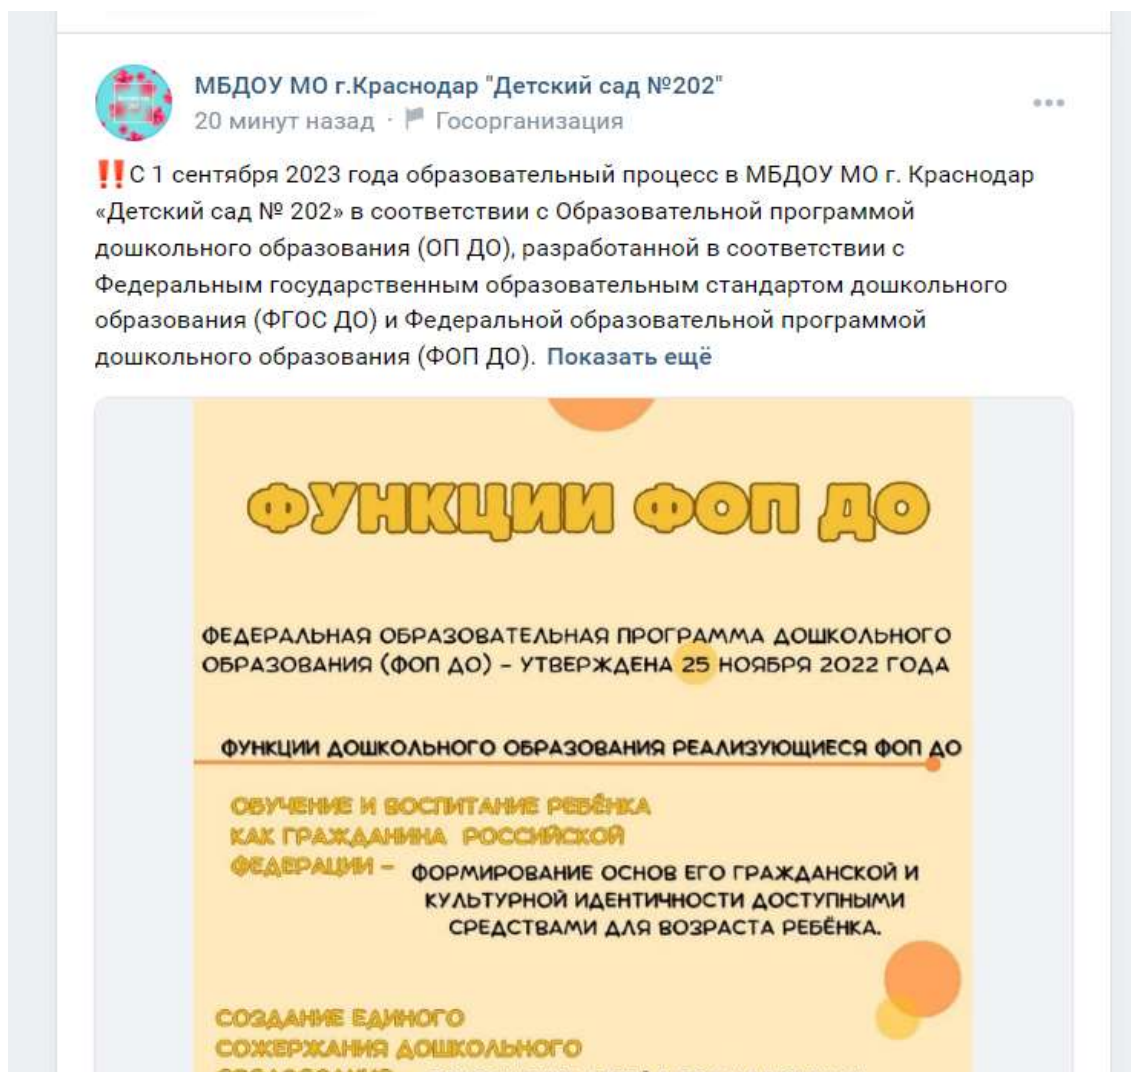 МБДОУ МО г.Краснодар "Детский сад №202"
20 минут назад · Госорганизация
‼С 1 сентября 2023 года образовательный процесс в МБДОУ МО г. Краснодар
«Детский сад № 202» в соответствии с Образовательной программой
дошкольного образования (ОП ДО), разработанной в соответствии с
Федеральным государственным образовательным стандартом дошкольного
образования (ФГОС ДО) и Федеральной образовательной программой
дошкольного образования (ФОП ДО). Показать ещё
ФУНКЦИИ ФОП ДО
ФЕДЕРАЛЬНАЯ ОБРАЗОВАТЕЛЬНАЯ ПРОГРАММА ДОШКОЛЬНОГО
ОБРАЗОВАНИЯ (ФОП ДО) – УТВЕРЖДЕНА 25 НОЯБРЯ 2022 ГОДА
ФУНКЦИИ ДОШКОЛЬНОГО ОБРАЗОВАНИЯ РЕАЛИЗУЮЩИЕСЯ ФОП ДО
ОБУЧЕНИЕ И ВОСПИТАНИЕ РЕБЁНКА
КАК ГРАЖДАНИНА РОССИЙСКОЙ
ФЕДЕРАЦИИ –
ФОРМИРОВАНИЕ ОСНОВ ЕГО ГРАЖДАНСКОЙ И
КУЛЬТУРНОЙ ИДЕНТИЧНОСТИ ДОСТУПНЫМИ
СРЕДСТВАМИ ДЛЯ ВОЗРАСТА РЕБЁНКА.
СОЗДАНИЕ ЕДИНОГО
СОЖЕРЖАНИЯ ДОШКОЛЬНОГО